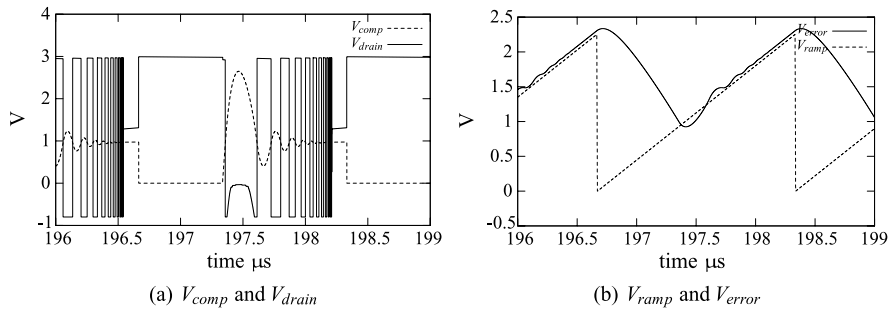 V_comp
V_drain
4
3
2
1
0
-1
V
196 196.5 197 197.5 198 198.5 199
time μs
(a) V_comp and V_drain
V_error
V_ramp
2.5
2
1.5
1
0.5
0
-0.5
V
196 196.5 197 197.5 198 198.5 199
time μs
(b) V_ramp and V_error